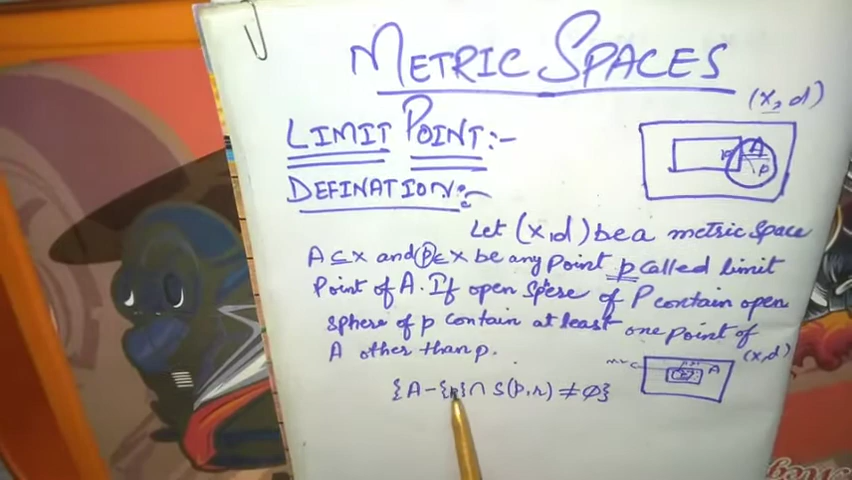 METRIC SPACES
(X, d)
LIMIT POINT:-
A
P
DEFINATION:-
Let (X,d) be a metric Space
A ⊆ X and p ∈ X be any Point p called limit
Point of A. If open Spere of P contain open
sphere of p contain at least one point of
A other than p.
(X,d)
A
{A-{p} ∩ S(p,r) ≠ φ}